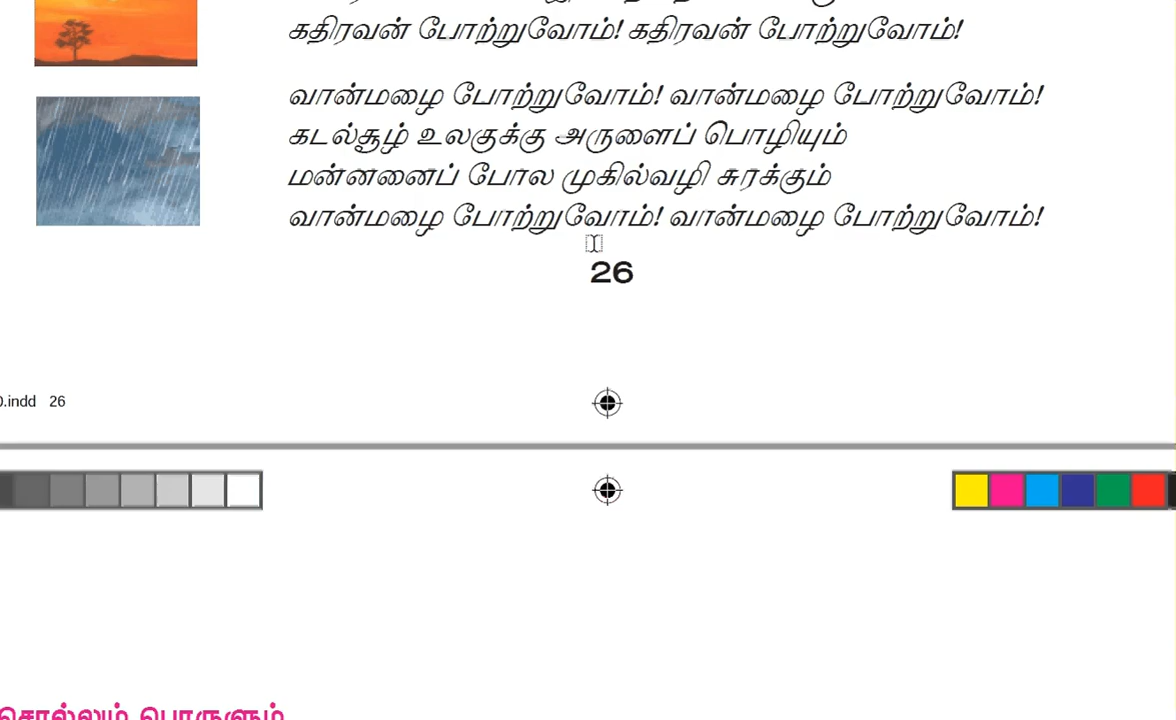 கதிரவன் போற்றுவோம்! கதிரவன் போற்றுவோம்!
வான்மழை போற்றுவோம்! வான்மழை போற்றுவோம்!
கடல்சூழ் உலகுக்கு அருளைப் பொழியும்
மன்னனைப் போல முகில்வழி சுரக்கும்
வான்மழை போற்றுவோம்! வான்மழை போற்றுவோம்!
26
.indd 26
சொல்லும் பொருளும்